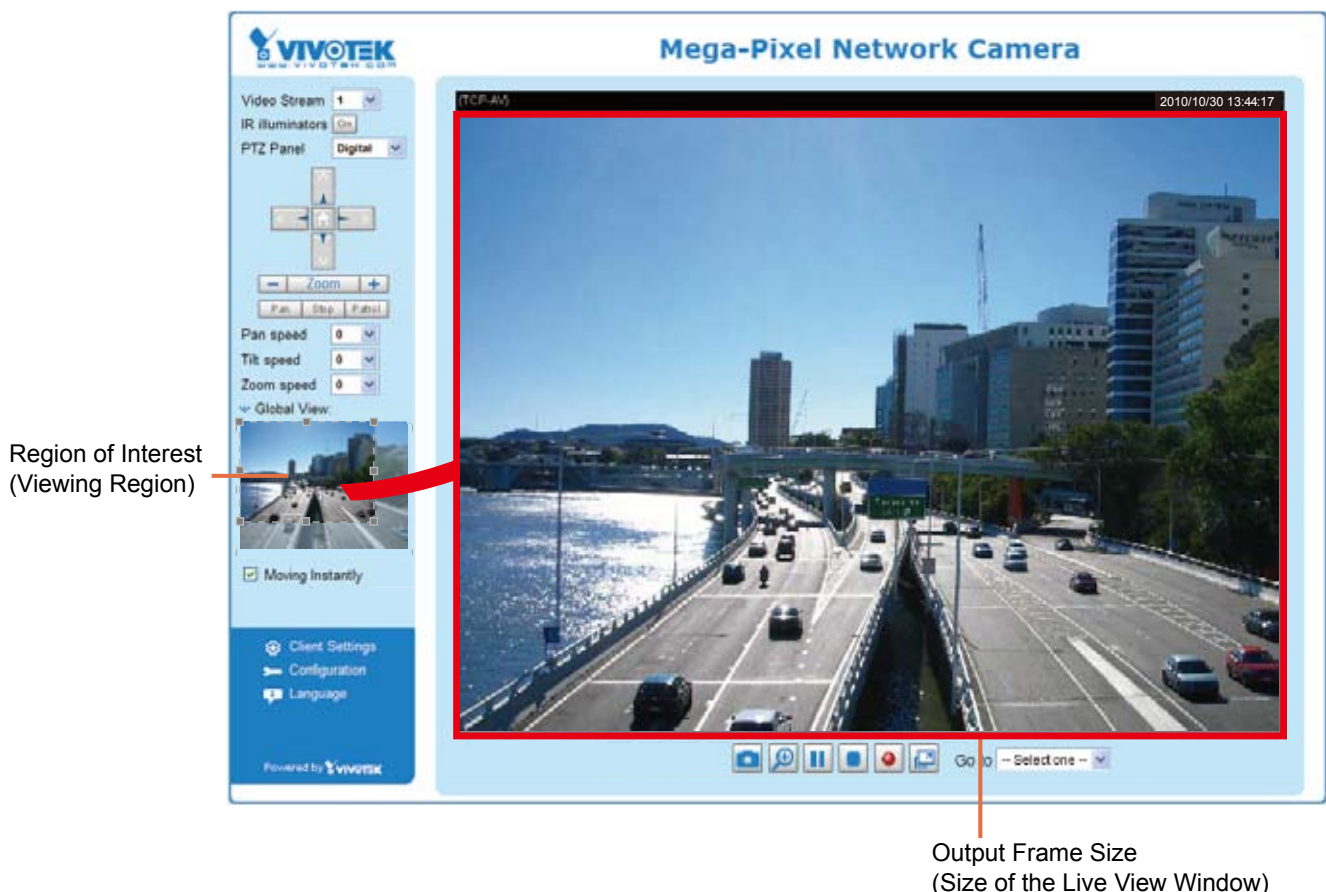 VIVOTEK
www.vivotek.com
Mega-Pixel Network Camera
Video Stream 1
IR illuminators On
PTZ Panel Digital
Zoom
Pan Stop Patrol
Pan speed 0
Tilt speed 0
Zoom speed 0
Global View:
Moving Instantly
Client Settings
Configuration
Language
Powered by VIVOTEK
(TCP-AV)
2010/10/30 13:44:17
Go to -- Select one --
Region of Interest
(Viewing Region)
Output Frame Size
(Size of the Live View Window)